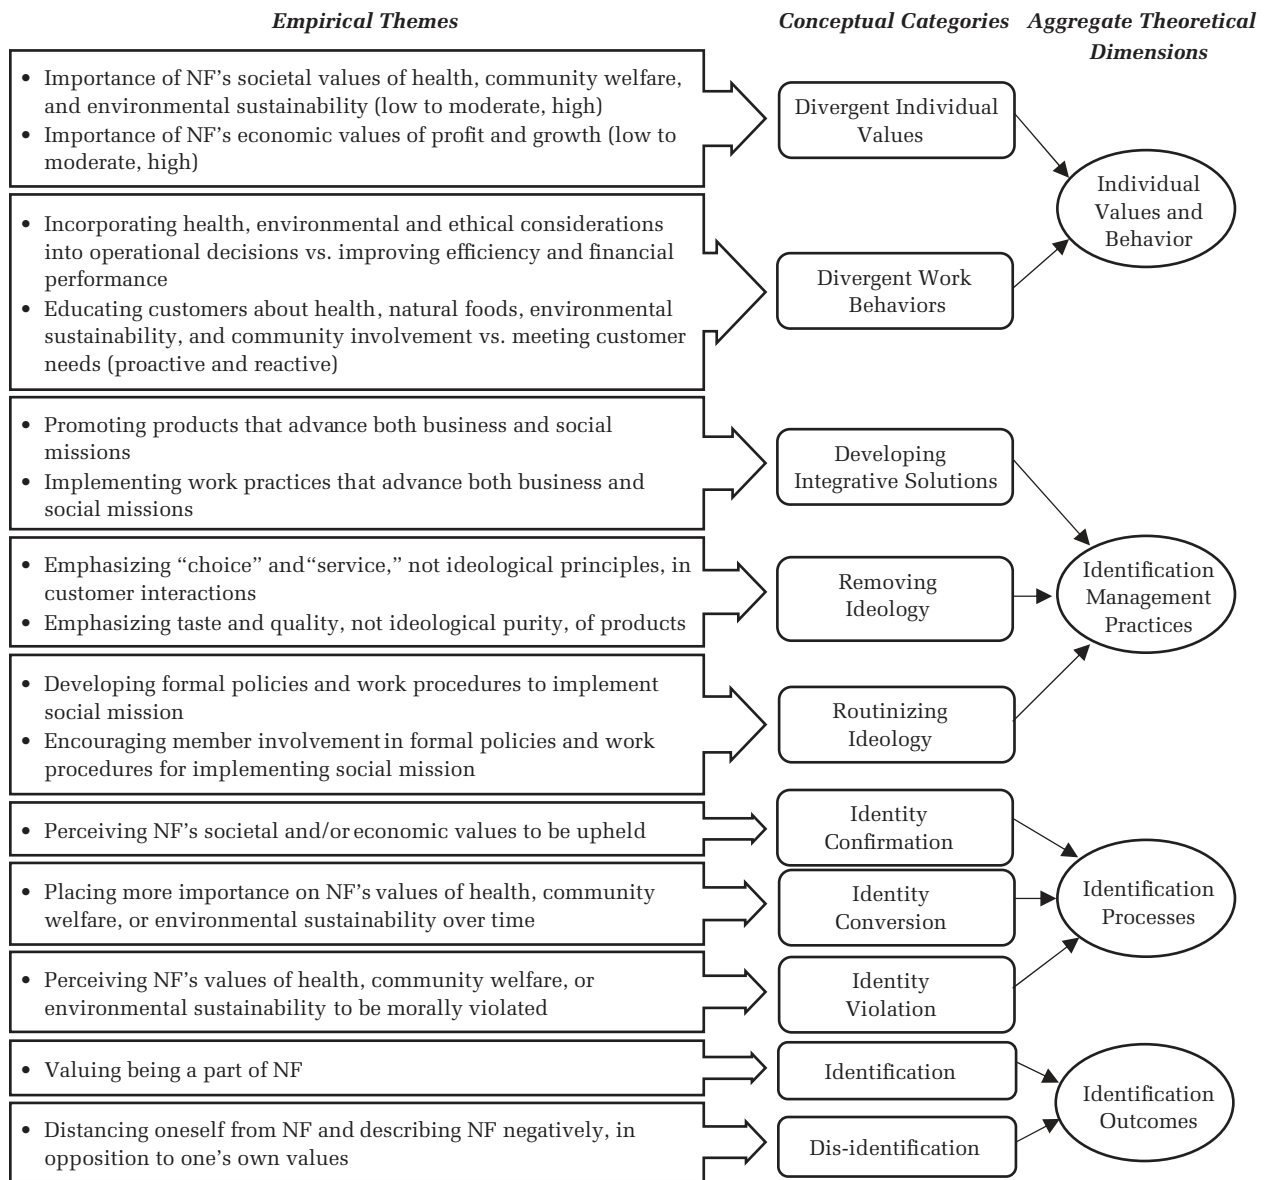 Empirical Themes
Conceptual Categories
Aggregate Theoretical
Dimensions
• Importance of NF’s societal values of health, community welfare,
and environmental sustainability (low to moderate, high)
• Importance of NF’s economic values of profit and growth (low to
moderate, high)
Divergent Individual
Values
• Incorporating health, environmental and ethical considerations
into operational decisions vs. improving efficiency and financial
performance
• Educating customers about health, natural foods, environmental
sustainability, and community involvement vs. meeting customer
needs (proactive and reactive)
Divergent Work
Behaviors
Individual
Values and
Behavior
• Promoting products that advance both business and social
missions
• Implementing work practices that advance both business and
social missions
Developing
Integrative Solutions
• Emphasizing “choice” and “service,” not ideological principles, in
customer interactions
• Emphasizing taste and quality, not ideological purity, of products
Removing
Ideology
• Developing formal policies and work procedures to implement
social mission
• Encouraging member involvement in formal policies and work
procedures for implementing social mission
Routinizing
Ideology
Identification
Management
Practices
• Perceiving NF’s societal and/or economic values to be upheld
Identity
Confirmation
• Placing more importance on NF’s values of health, community
welfare, or environmental sustainability over time
Identity
Conversion
• Perceiving NF’s values of health, community welfare, or
environmental sustainability to be morally violated
Identity
Violation
Identification
Processes
• Valuing being a part of NF
Identification
• Distancing oneself from NF and describing NF negatively, in
opposition to one’s own values
Dis-identification
Identification
Outcomes